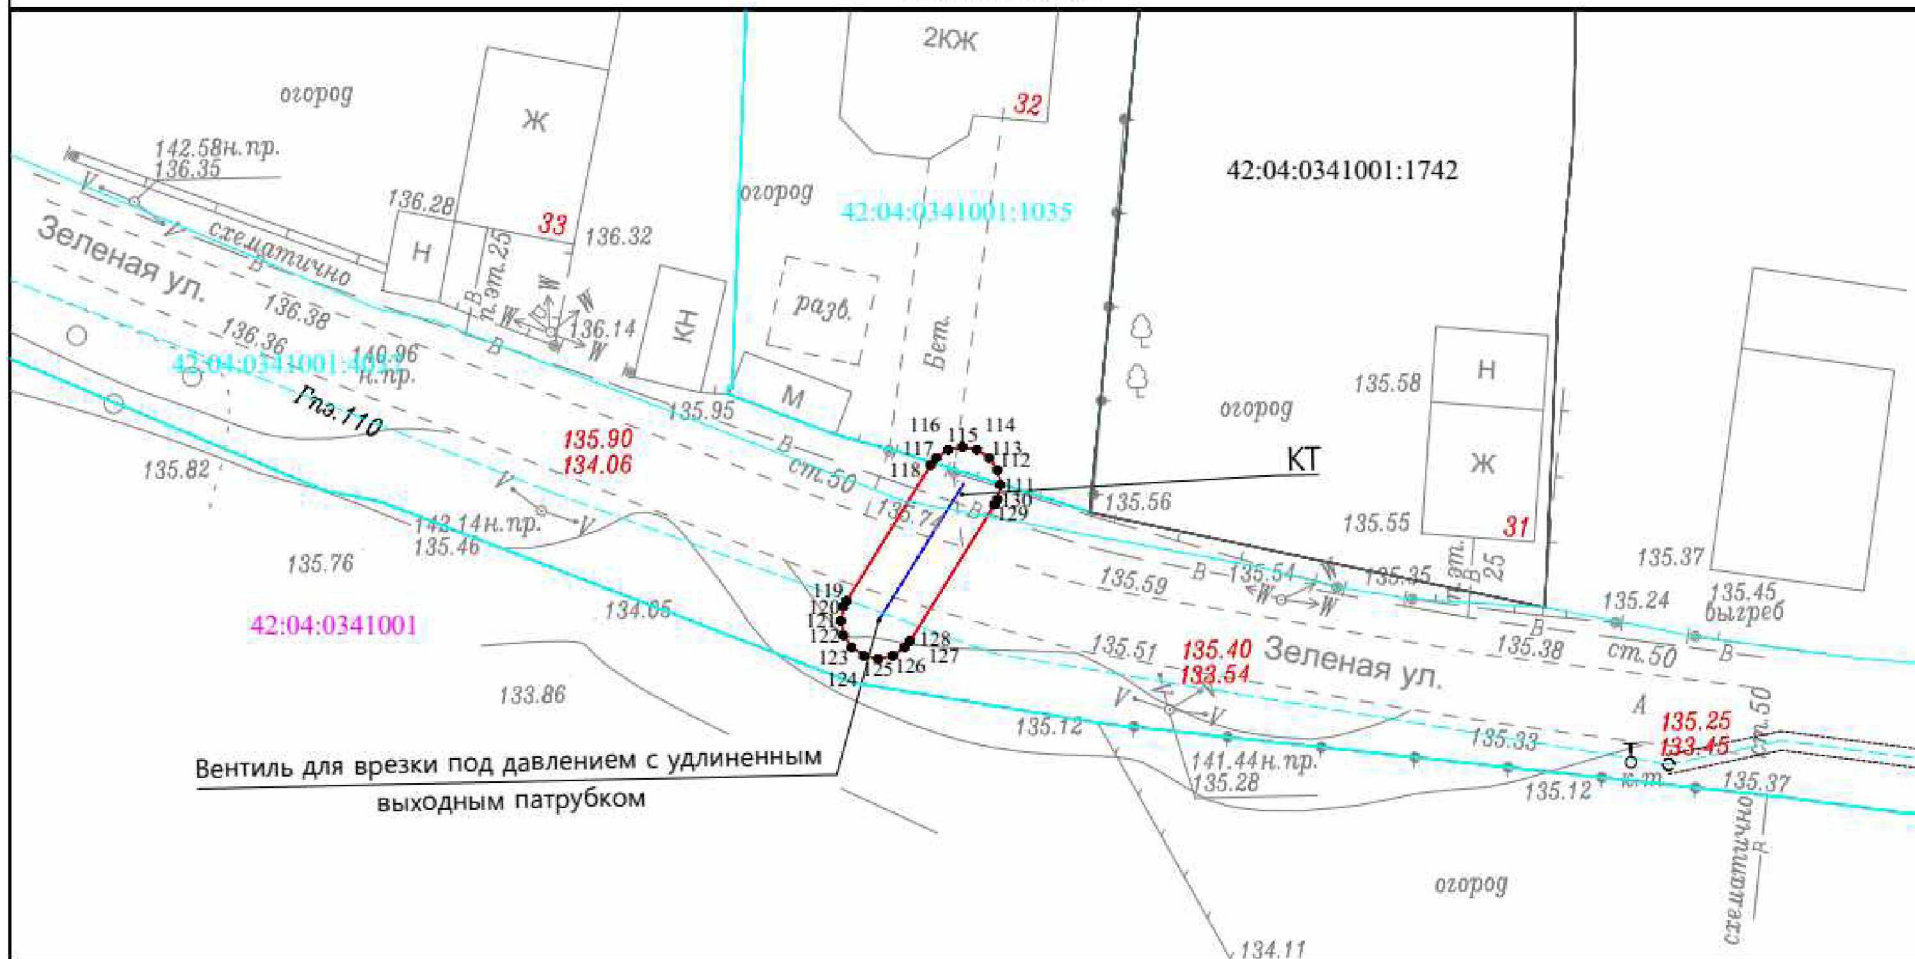 2КЖ
огород
Ж
32
142.58н.пр.
136.35
42:04:0341001:1742
огород
136.28
42:04:0341001:1035
33
136.32
Зеленая ул.
схематично
Н
п.эт.25
В
В
разв.
КН
136.38
136.36
136.14
Бет.
140.96
н.пр.
W
W
W
W
В
Гпэ.110
М
135.95
135.58
Н
огород
135.82
135.90
134.06
116
115
114
117
113
118
112
В
ст.50
КТ
Ж
111
130
129
135.74
В
135.56
135.55
31
V
V
142.14н.пр.
135.46
135.76
135.37
135.59
В
135.54
135.35
п.эт.
В
25
135.45
выгреб
W
W
W
119
120
121
122
123
124
125
126
127
128
134.05
42:04:0341001
135.24
В
135.38
ст.50
В
135.51
135.40
133.54
Зеленая ул.
133.86
V
V
А
135.25
133.45
ст.50
135.12
135.33
141.44н.пр.
135.28
135.12
к.т.
135.37
Вентиль для врезки под давлением с удлиненным
выходным патрубком
схематично
В
огород
134.11